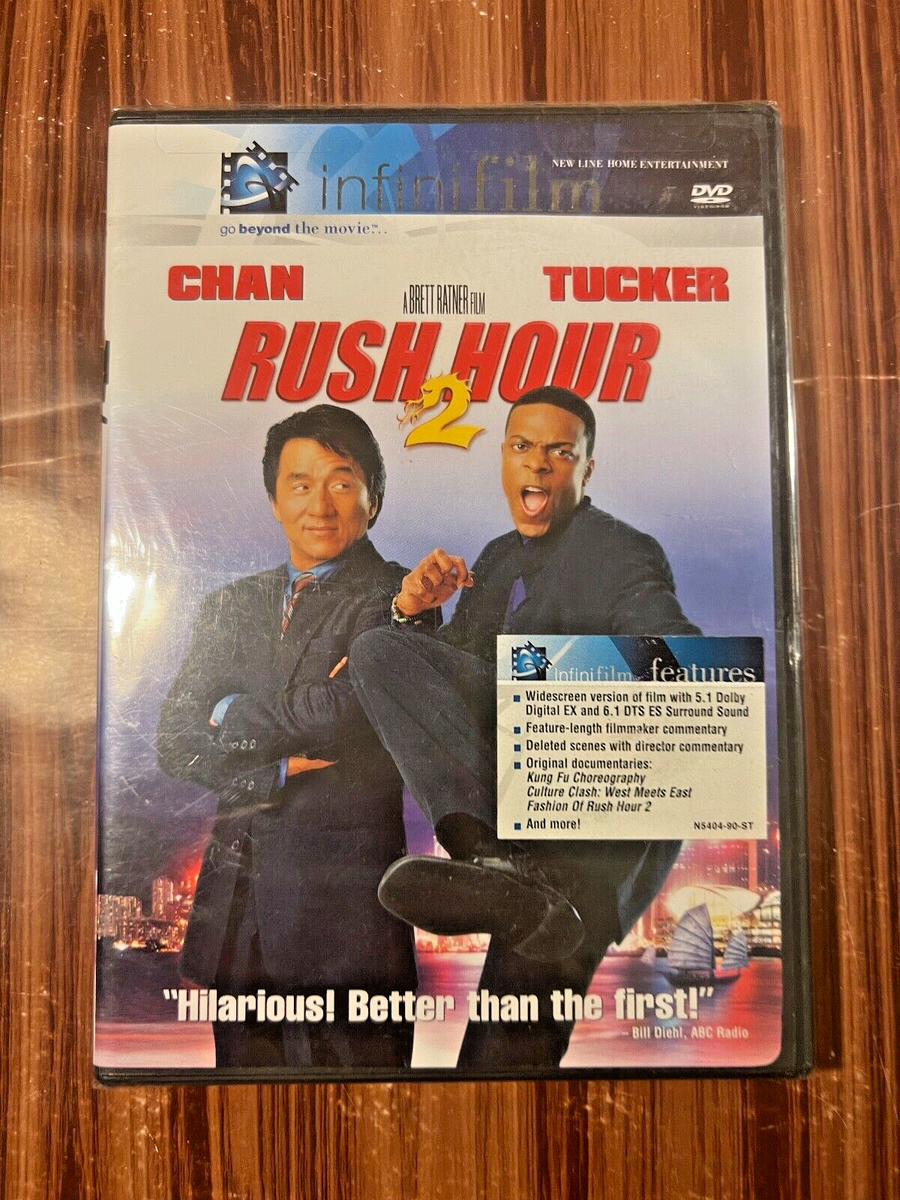 infinifilm
NEW LINE HOME ENTERTAINMENT
DVD
VIDEO
go beyond the movie™...
CHAN
TUCKER
A BRETT RATNER FILM
RUSH HOUR
2
infinifilm features
Widescreen version of film with 5.1 Dolby
Digital EX and 6.1 DTS ES Surround Sound
Feature-length filmmaker commentary
Deleted scenes with director commentary
Original documentaries:
Kung Fu Choreography
Culture Clash: West Meets East
Fashion Of Rush Hour 2
And more!
N5404-90-ST
"Hilarious! Better than the first!"
– Bill Diehl, ABC Radio